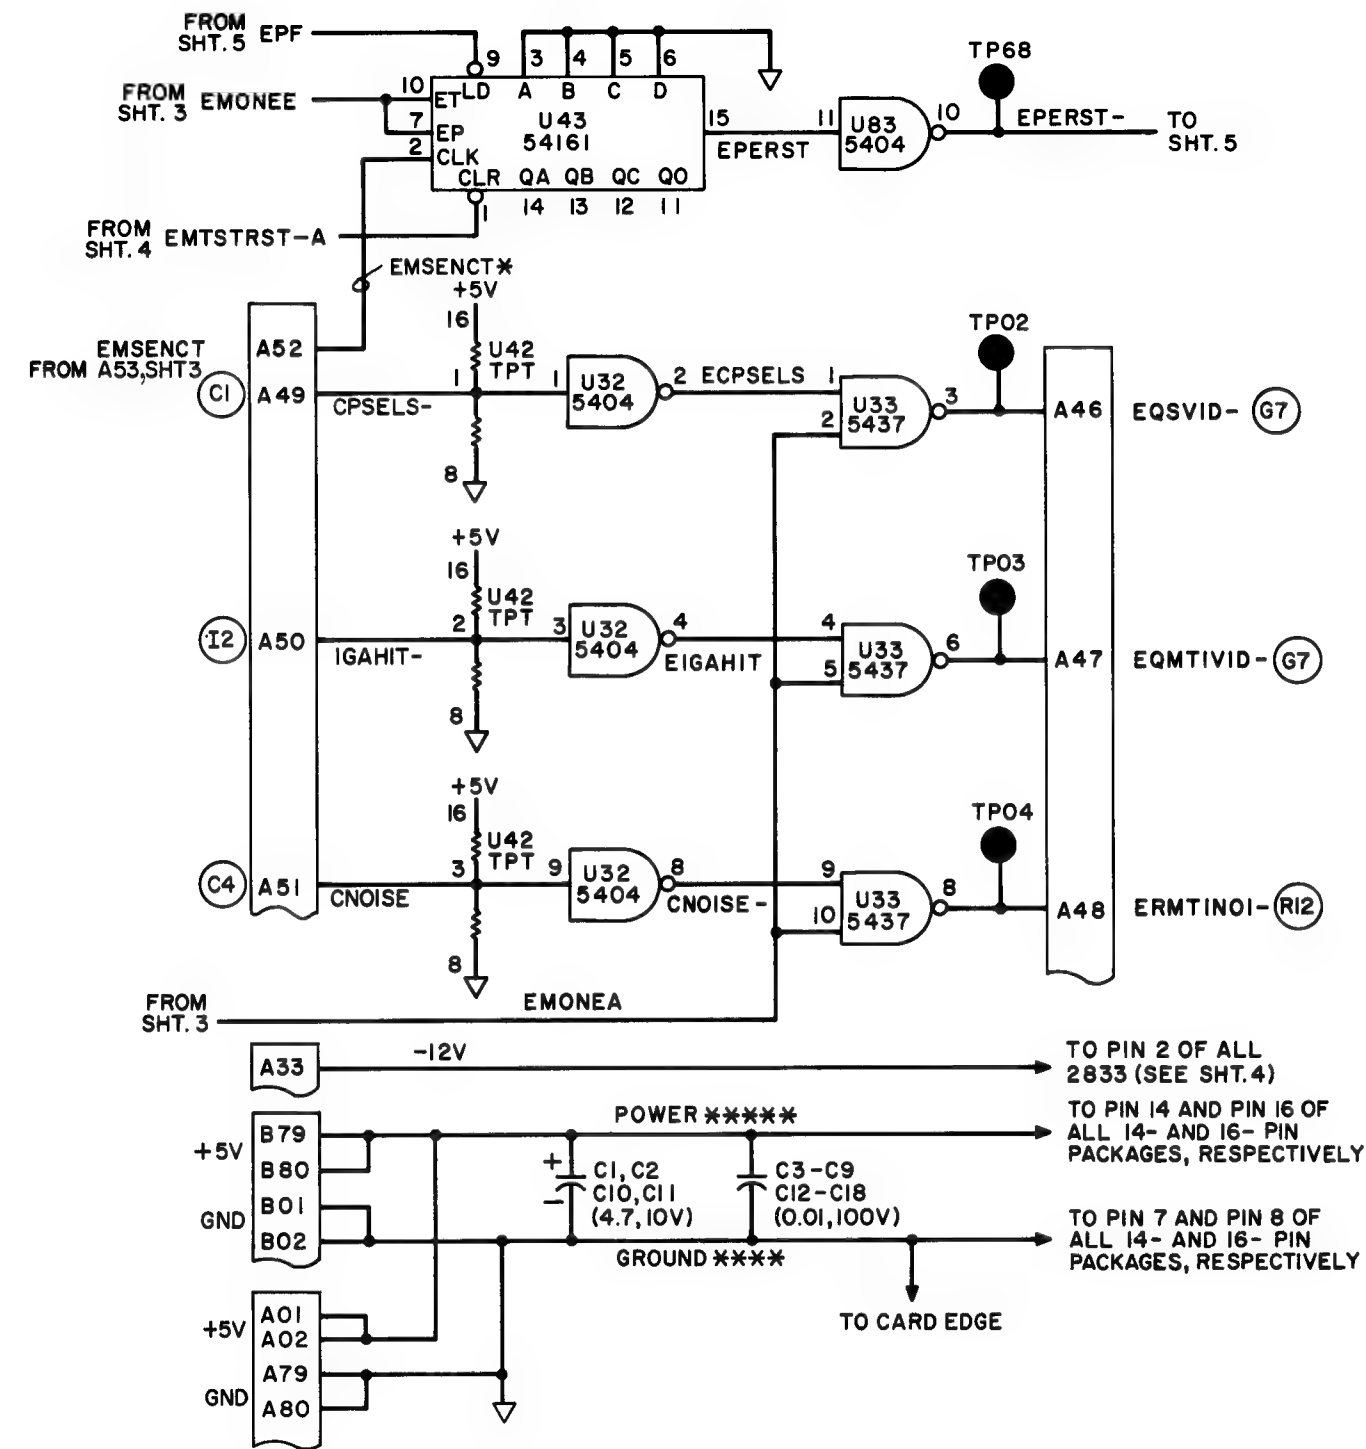 FROM
SHT. 5 EPF
9
3 4 5 6
TP68
FROM
SHT. 3 EMONEE
10 ET LD A B C D
7 EP
2 CLK
U43
54161
CLR QA QB QC QO
1 14 13 12 11
15
EPERST
11 U83 10
5404
EPERST-
TO
SHT. 5
FROM
SHT. 4 EMTSTRST-A
EMSENCT*
EMSENCT
FROM A53,SHT3
A52
+5V
16
U42
TPT
C1 A49 CPSELS- 1
8
1 U32 2
5404
ECPSELS
1 U33 3
2 5437
TP02
A46 EQSVID- G7
+5V
16
U42
TPT
I2 A50 IGAHIT- 2
8
3 U32 4
5404
EIGAHIT
4 U33 6
5 5437
TP03
A47 EQMTIVID- G7
+5V
16
U42
TPT
C4 A51 CNOISE 3
8
9 U32 8
5404
CNOISE-
9 U33 8
10 5437
TP04
A48 ERMTINOI- R12
FROM
SHT. 3
EMONEA
A33 -12V
TO PIN 2 OF ALL
2833 (SEE SHT. 4)
POWER *****
+5V
B79
B80
GND
B01
B02
+
-
C1, C2
C10, C11
(4.7, 10V)
C3-C9
C12-C18
(0.01, 100V)
TO PIN 14 AND PIN 16 OF
ALL 14- AND 16- PIN
PACKAGES, RESPECTIVELY
GROUND ****
TO PIN 7 AND PIN 8 OF
ALL 14- AND 16- PIN
PACKAGES, RESPECTIVELY
TO CARD EDGE
+5V
A01
A02
GND
A79
A80